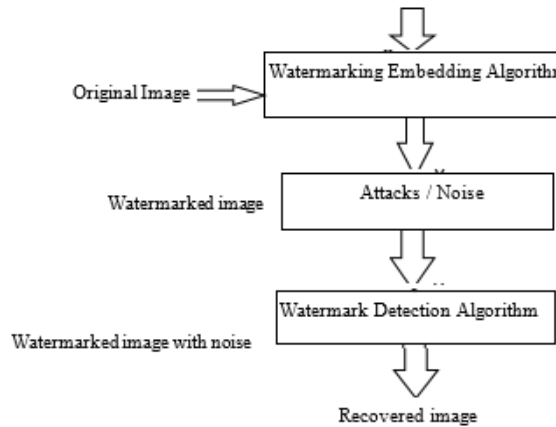 Watermarking Embedding Algorithm
Original Image
Attacks / Noise
Watermarked image
Watermark Detection Algorithm
Watermarked image with noise
Recovered image